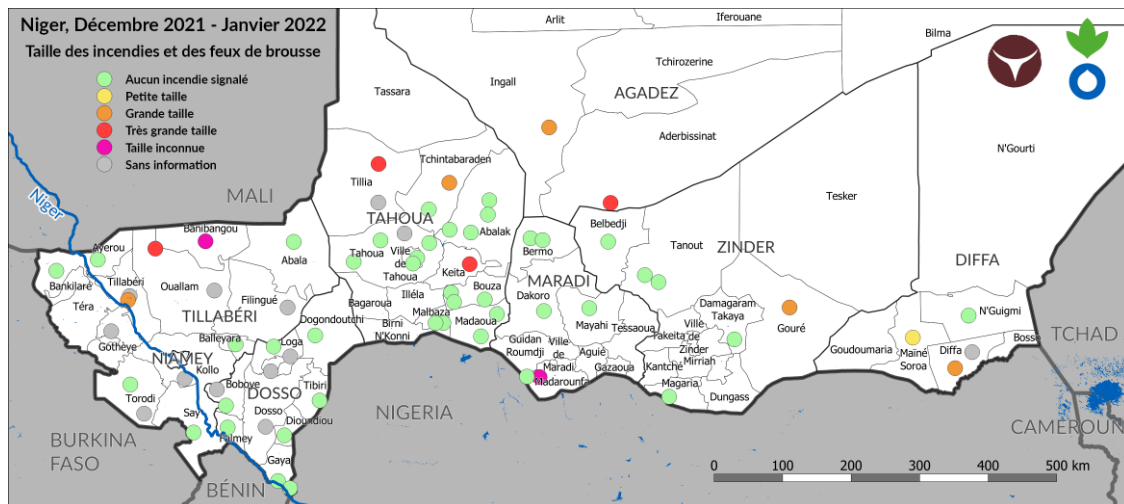 Niger, Décembre 2021 - Janvier 2022
Taille des incendies et des feux de brousse
Aucun incendie signalé
Petite taille
Grande taille
Très grande taille
Taille inconnue
Sans information
Arlit
Iferouane
Bilma
Tchirozerine
Ingall
AGADEZ
Tassara
Aderbissinat
N'Gourti
Tchintabaraden
Tillia
Tesker
MALI
Niger
TAHOUA
Banibangou
Abalak
Belbedji
Tanout
ZINDER
Ayerou
Abala
Tahoua
Ville de Tahoua
Bermo
DIFFA
Bankilaré
Tillabéri
Ouallam
Keita
MARADI
Téra
Filingué
Illéla
Bouza
Dakoro
Damagaram Takaya
N'Guigmi
TILLABÉRI
Bagaroua
Malbaza
Mayahi
Gouré
Dogondoutchi
Birni N'Konni
Madaoua
Tessaoua
TCHAD
Gothèye
Balleyara
Loga
Guidan Roumdji
Ville de Maradi
Aguié
Takeita
Ville de Zinder
Mirriah
Goudoumaria
Maïné Soroa
Diffa
Bosso
NIAMEY
Kollo
Gazaoua
Kantché
Boboye
Tibiri
Madarounfa
Magaria
Dungass
Torodi
DOSSO
Say
Dosso
Dioundiou
NIGERIA
Falmey
CAMEROUN
BURKINA
FASO
Gaya
BÉNIN
0 100 200 300 400 500 km